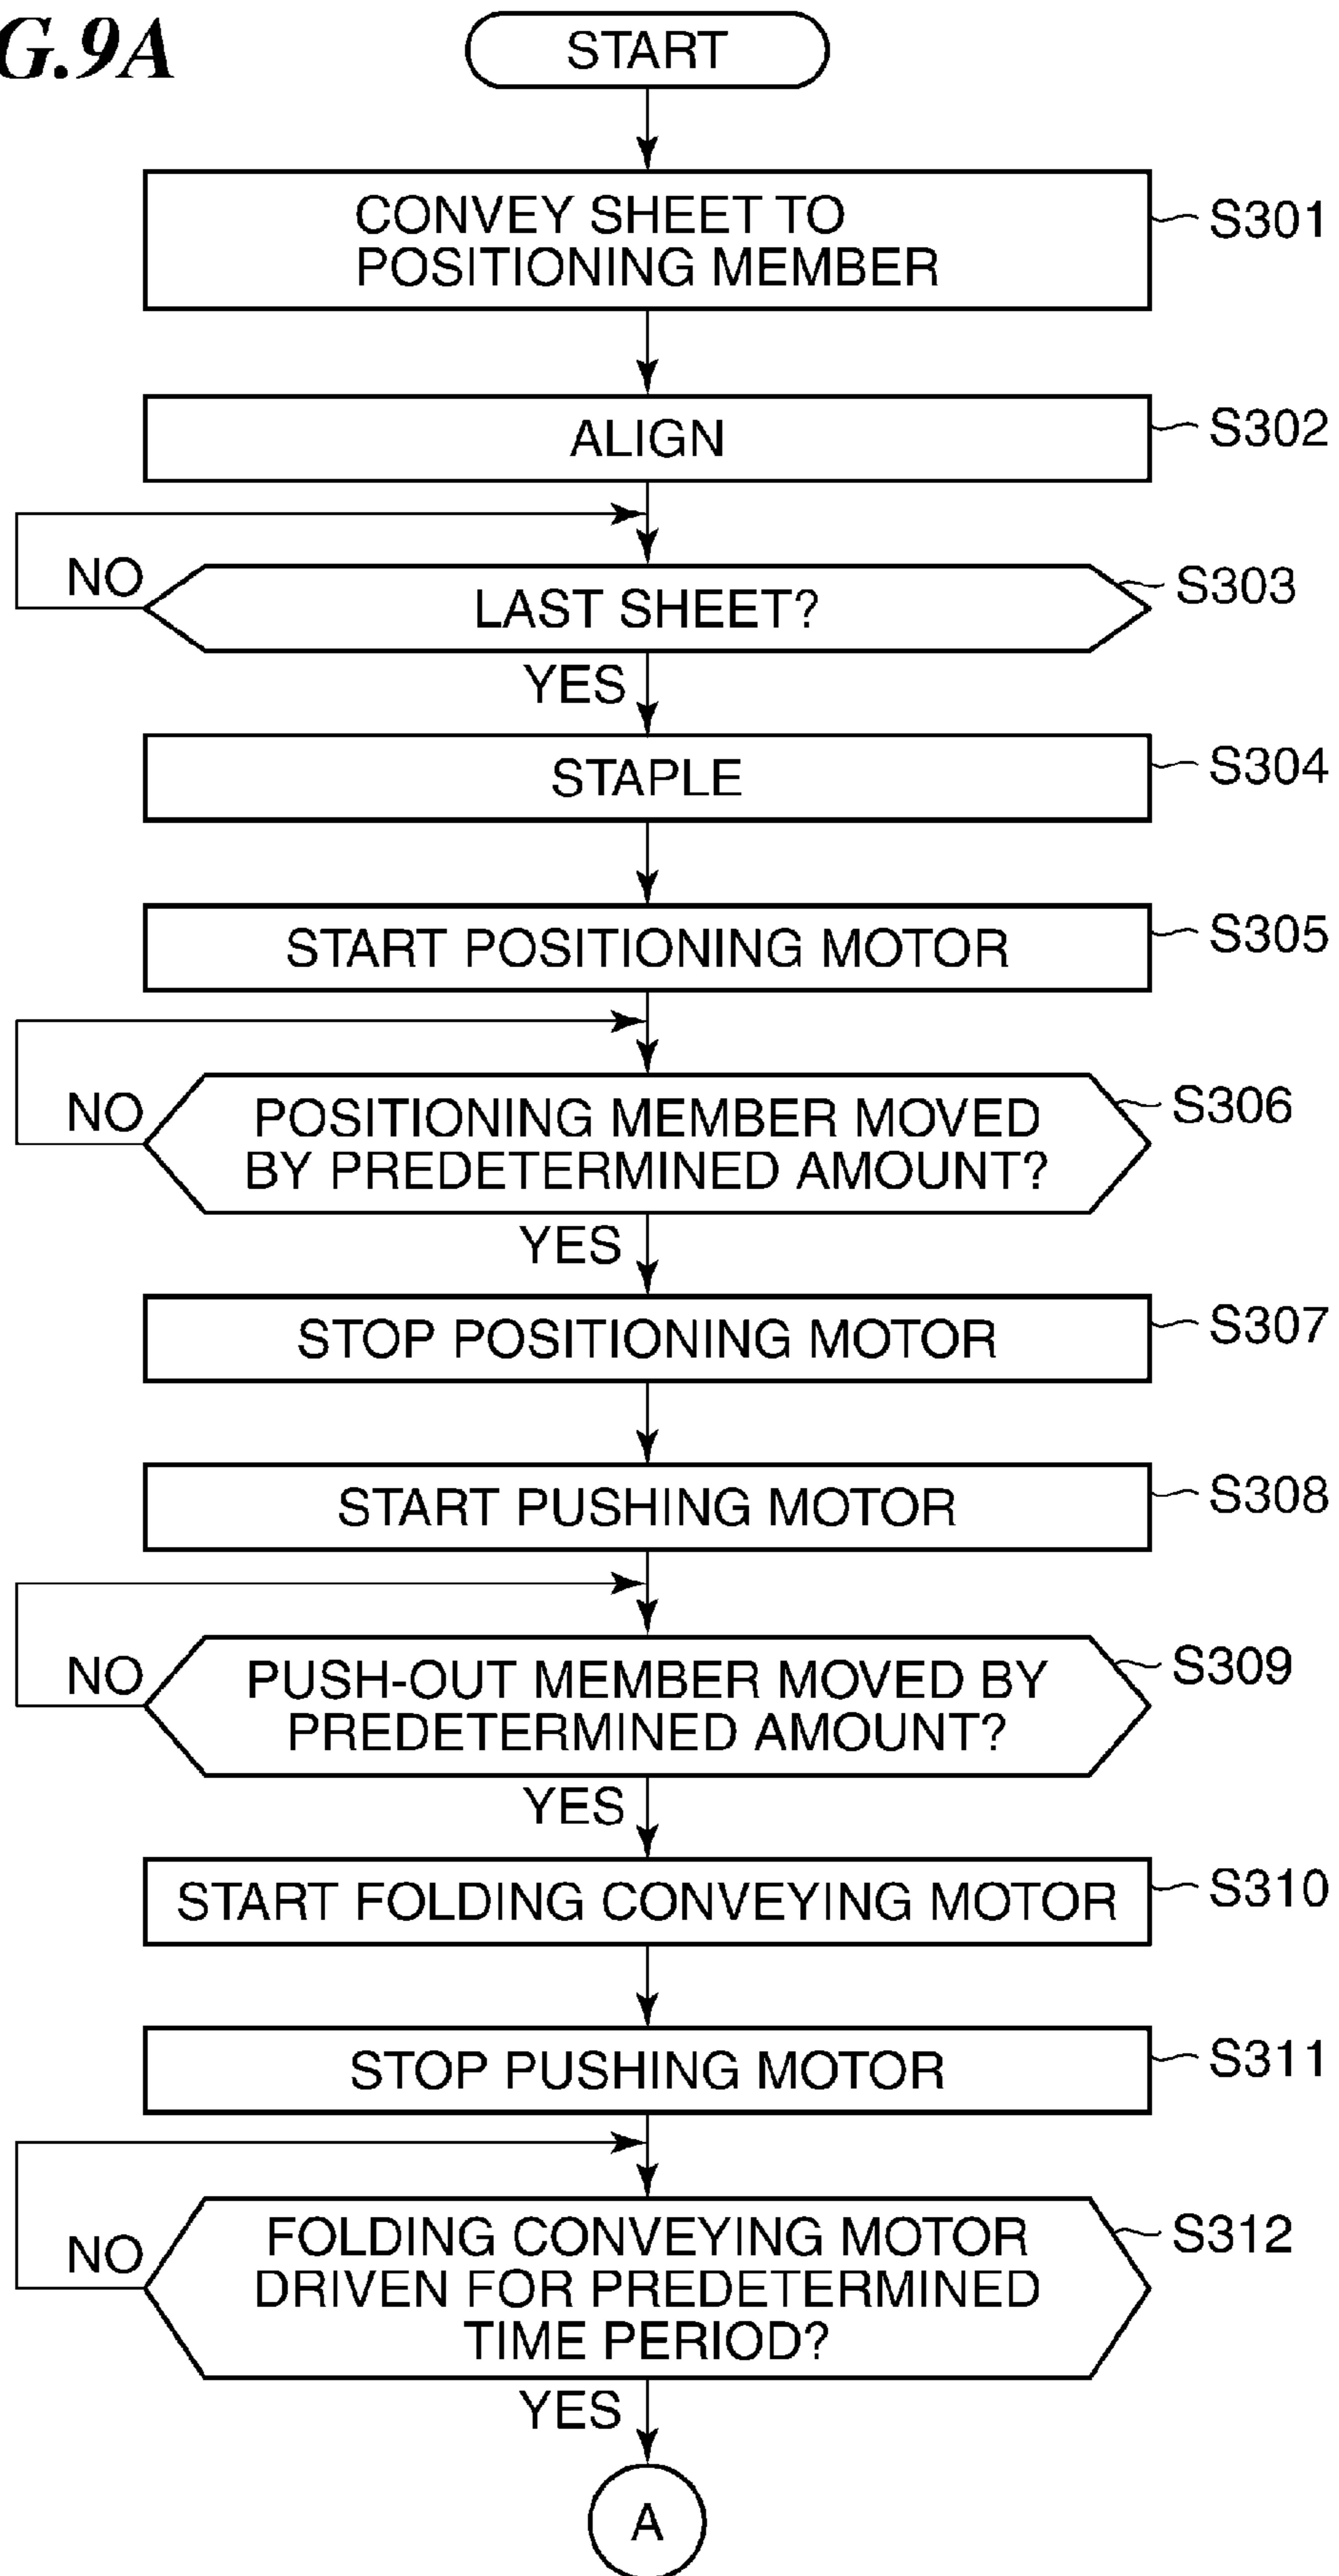 G.9A
START
CONVEY SHEET TO
POSITIONING MEMBER
S301
ALIGN
S302
NO
LAST SHEET?
S303
YES
STAPLE
S304
START POSITIONING MOTOR
S305
NO
POSITIONING MEMBER MOVED
BY PREDETERMINED AMOUNT?
S306
YES
STOP POSITIONING MOTOR
S307
START PUSHING MOTOR
S308
NO
PUSH-OUT MEMBER MOVED BY
PREDETERMINED AMOUNT?
S309
YES
START FOLDING CONVEYING MOTOR
S310
STOP PUSHING MOTOR
S311
NO
FOLDING CONVEYING MOTOR
DRIVEN FOR PREDETERMINED
TIME PERIOD?
S312
YES
A